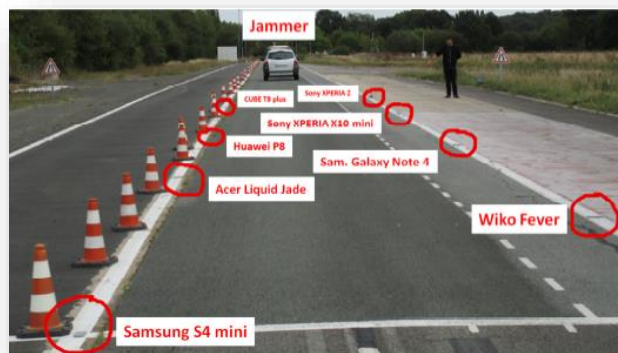 Jammer
CUBE T8 plus
Sony XPERIA Z
Sony XPERIA X10 mini
Huawei P8
Sam. Galaxy Note 4
Acer Liquid Jade
Wiko Fever
Samsung S4 mini